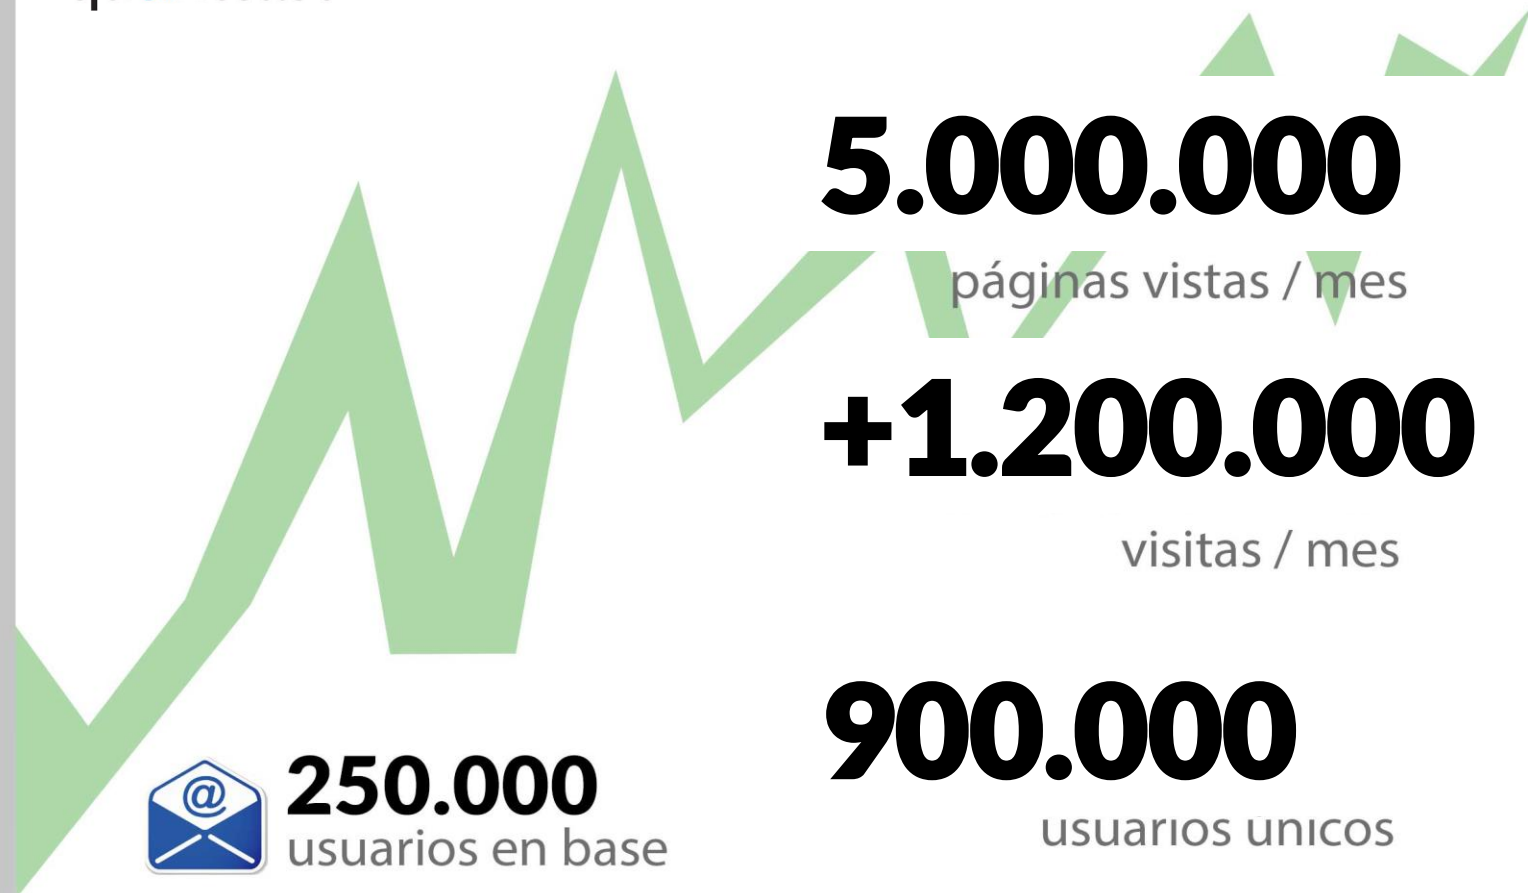 5.000.000
páginas vistas / mes
+1.200.000
visitas / mes
900.000
usuarios únicos
@
250.000
usuarios en base